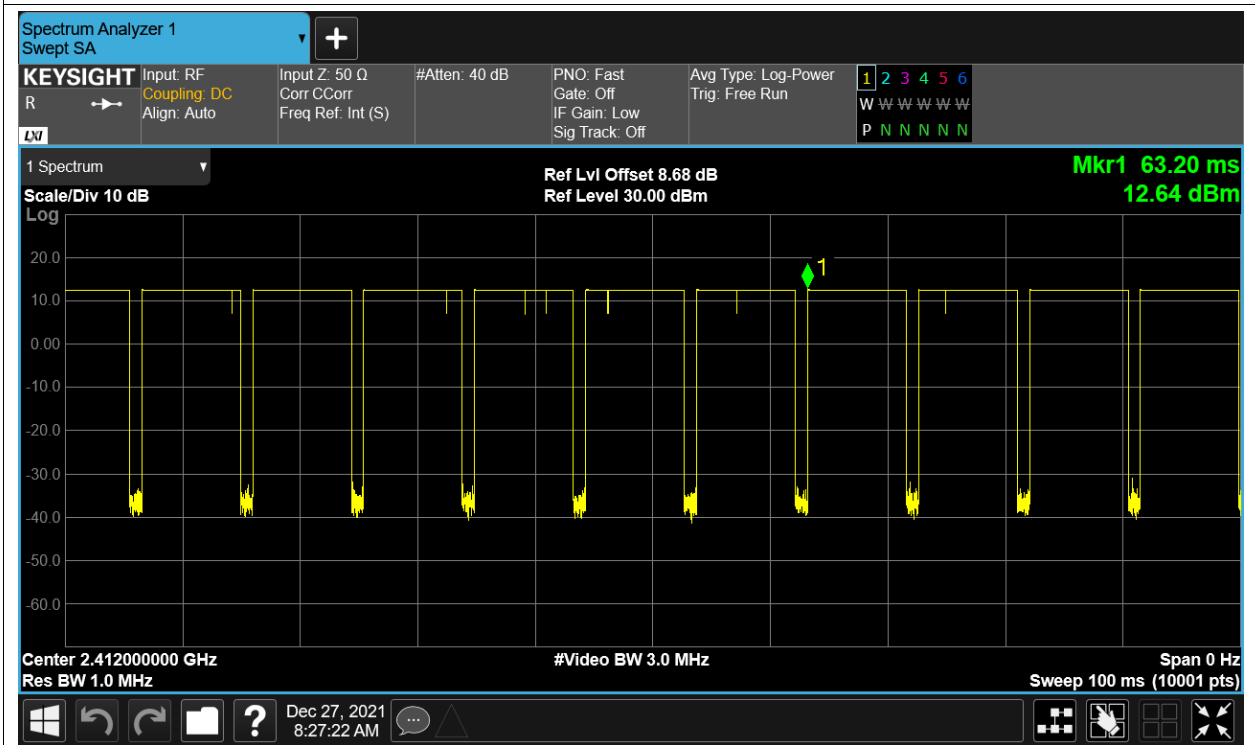 Spectrum Analyzer 1
Swept SA
KEYSIGHT
R
LXI
Input: RF
Coupling: DC
Align: Auto
Input Z: 50 Ω
Corr CCorr
Freq Ref: Int (S)
#Atten: 40 dB
PNO: Fast
Gate: Off
IF Gain: Low
Sig Track: Off
Avg Type: Log-Power
Trig: Free Run
1 2 3 4 5 6
W W W W W W
P N N N N N
1 Spectrum
Scale/Div 10 dB
Ref Lvl Offset 8.68 dB
Ref Level 30.00 dBm
Mkr1 63.20 ms
12.64 dBm
Log
20.0
10.0
0.00
-10.0
-20.0
-30.0
-40.0
-50.0
-60.0
1
Center 2.412000000 GHz
Res BW 1.0 MHz
#Video BW 3.0 MHz
Span 0 Hz
Sweep 100 ms (10001 pts)
?
Dec 27, 2021
8:27:22 AM